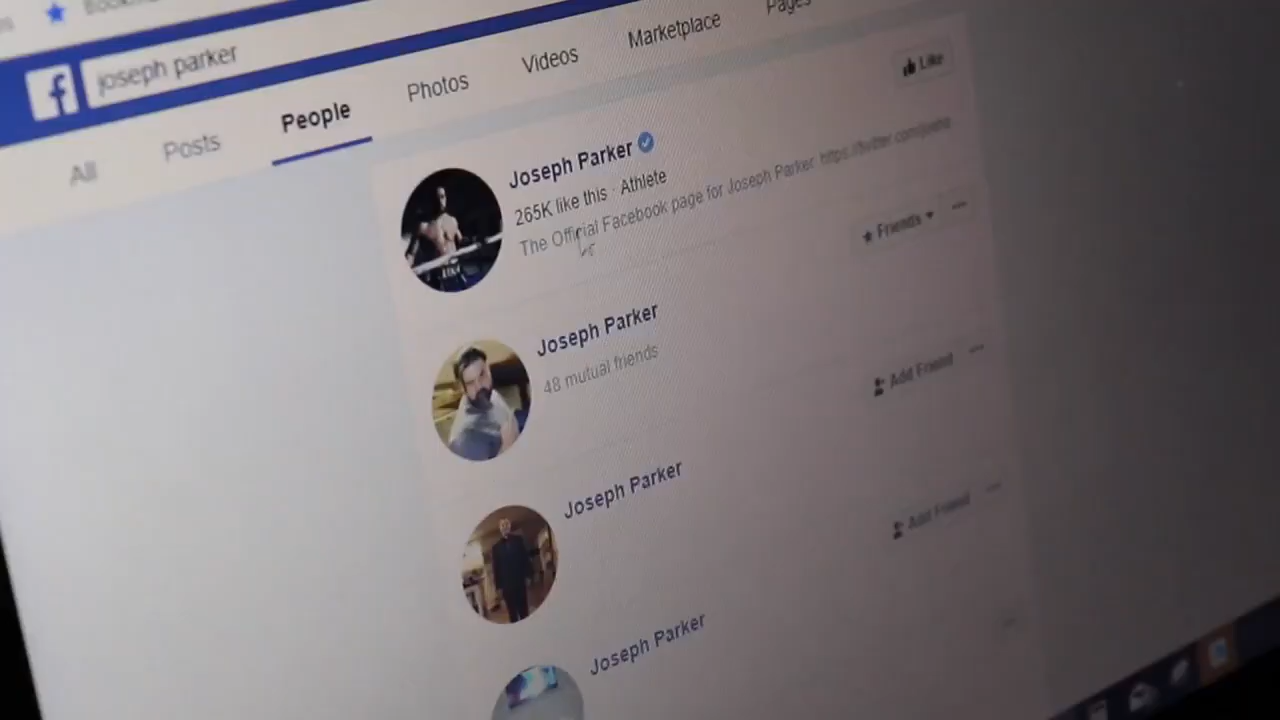 joseph parker
All
Posts
People
Photos
Videos
Marketplace
Pages
Joseph Parker
265K like this · Athlete
The Official Facebook page for Joseph Parker.
Like
Joseph Parker
48 mutual friends
Friends
Joseph Parker
Add Friend
Joseph Parker
Add Friend